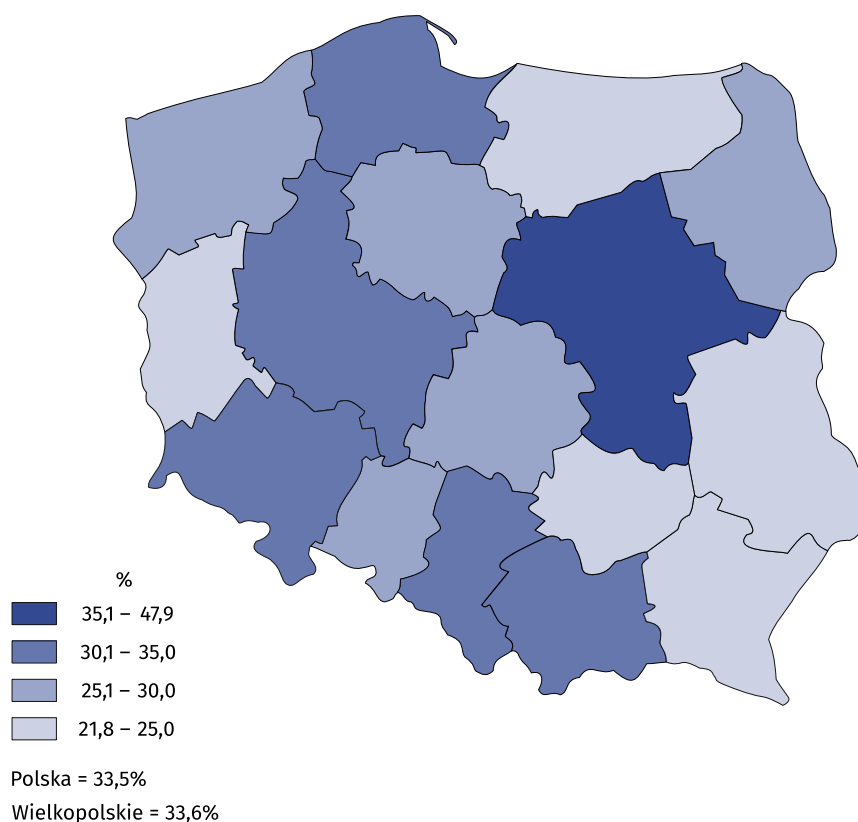 %
35,1 – 47,9
30,1 – 35,0
25,1 – 30,0
21,8 – 25,0
Polska = 33,5%
Wielkopolskie = 33,6%